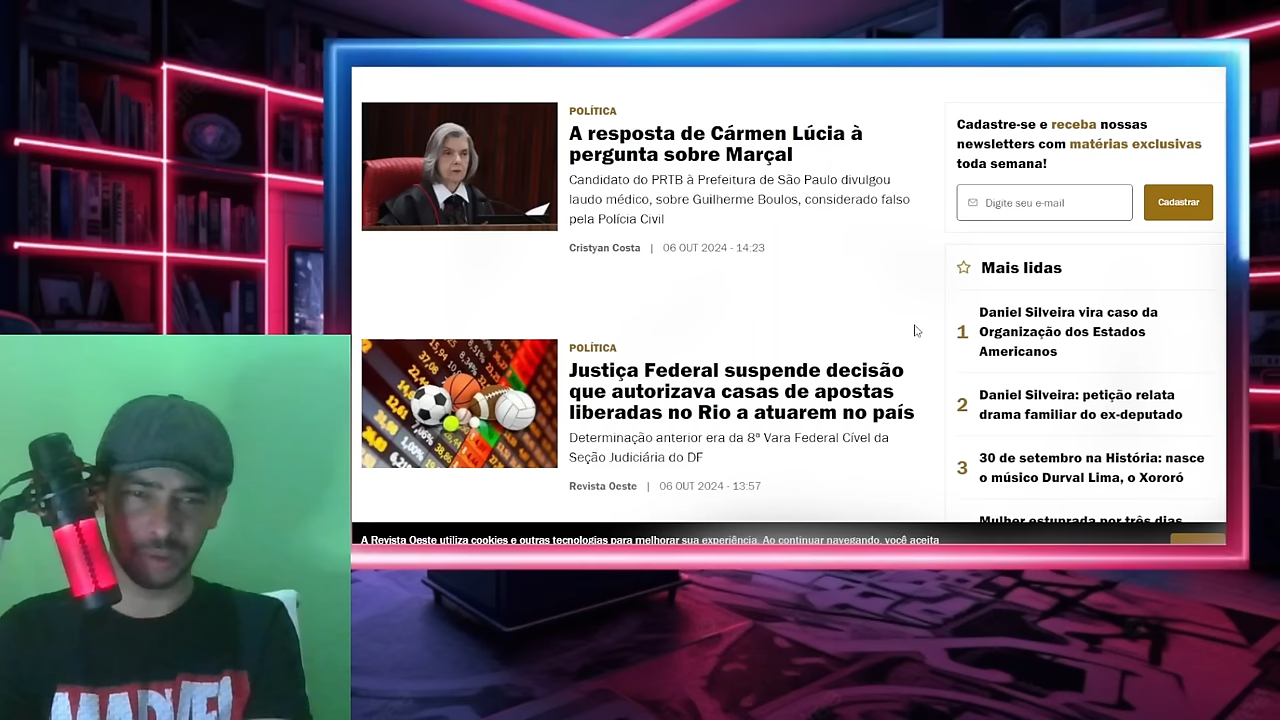 POLÍTICA
A resposta de Cármen Lúcia à
pergunta sobre Marçal
Candidato do PRTB à Prefeitura de São Paulo divulgou
laudo médico, sobre Guilherme Boulos, considerado falso
pela Polícia Civil
Cristyan Costa | 06 OUT 2024 - 14:23
POLÍTICA
Justiça Federal suspende decisão
que autorizava casas de apostas
liberadas no Rio a atuarem no país
Determinação anterior era da 8ª Vara Federal Cível da
Seção Judiciária do DF
Revista Oeste | 06 OUT 2024 - 13:57
Cadastre-se e receba nossas
newsletters com matérias exclusivas
toda semana!
Digite seu e-mail
Cadastrar
Mais lidas
1
Daniel Silveira vira caso da
Organização dos Estados
Americanos
2
Daniel Silveira: petição relata
drama familiar do ex-deputado
3
30 de setembro na História: nasce
o músico Durval Lima, o Xororó
Mulher estuprada por três dias
A Revista Oeste utiliza cookies e outras tecnologias para melhorar sua experiência. Ao continuar navegando, você aceita
MARVEL